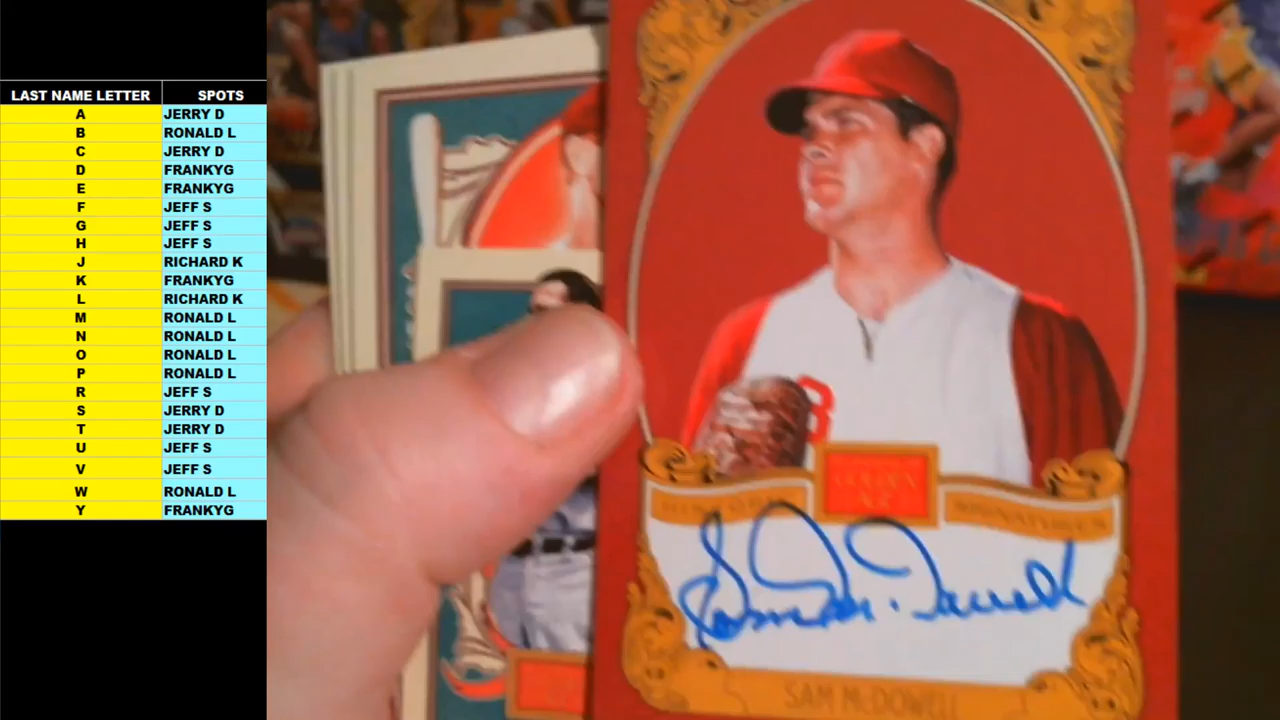 LAST NAME LETTER SPOTS
A JERRY D
B RONALD L
C JERRY D
D FRANKYG
E FRANKYG
F JEFF S
G JEFF S
H JEFF S
J RICHARD K
K FRANKYG
L RICHARD K
M RONALD L
N RONALD L
O RONALD L
P RONALD L
R JEFF S
S JERRY D
T JERRY D
U JEFF S
V JEFF S
W RONALD L
Y FRANKYG
SIGNATURES
SAM McDOWELL